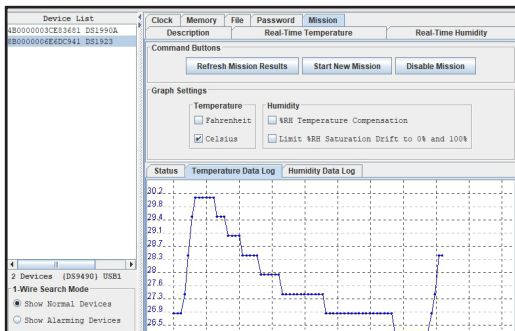 Device List
4B0000003CE83681 DS1990A
8B0000006E6DC941 DS1923
2 Devices (DS9490) USB1
1-Wire Search Mode
Show Normal Devices
Show Alarming Devices
Clock Memory File Password Mission
Description Real-Time Temperature Real-Time Humidity
Command Buttons
Refresh Mission Results Start New Mission Disable Mission
Graph Settings
Temperature Humidity
Fahrenheit %RH Temperature Compensation
Celsius Limit %RH Saturation Drift to 0% and 100%
Status Temperature Data Log Humidity Data Log
30.2
29.8
29.4
29.1
28.7
28.3
28
27.6
27.3
26.9
26.5